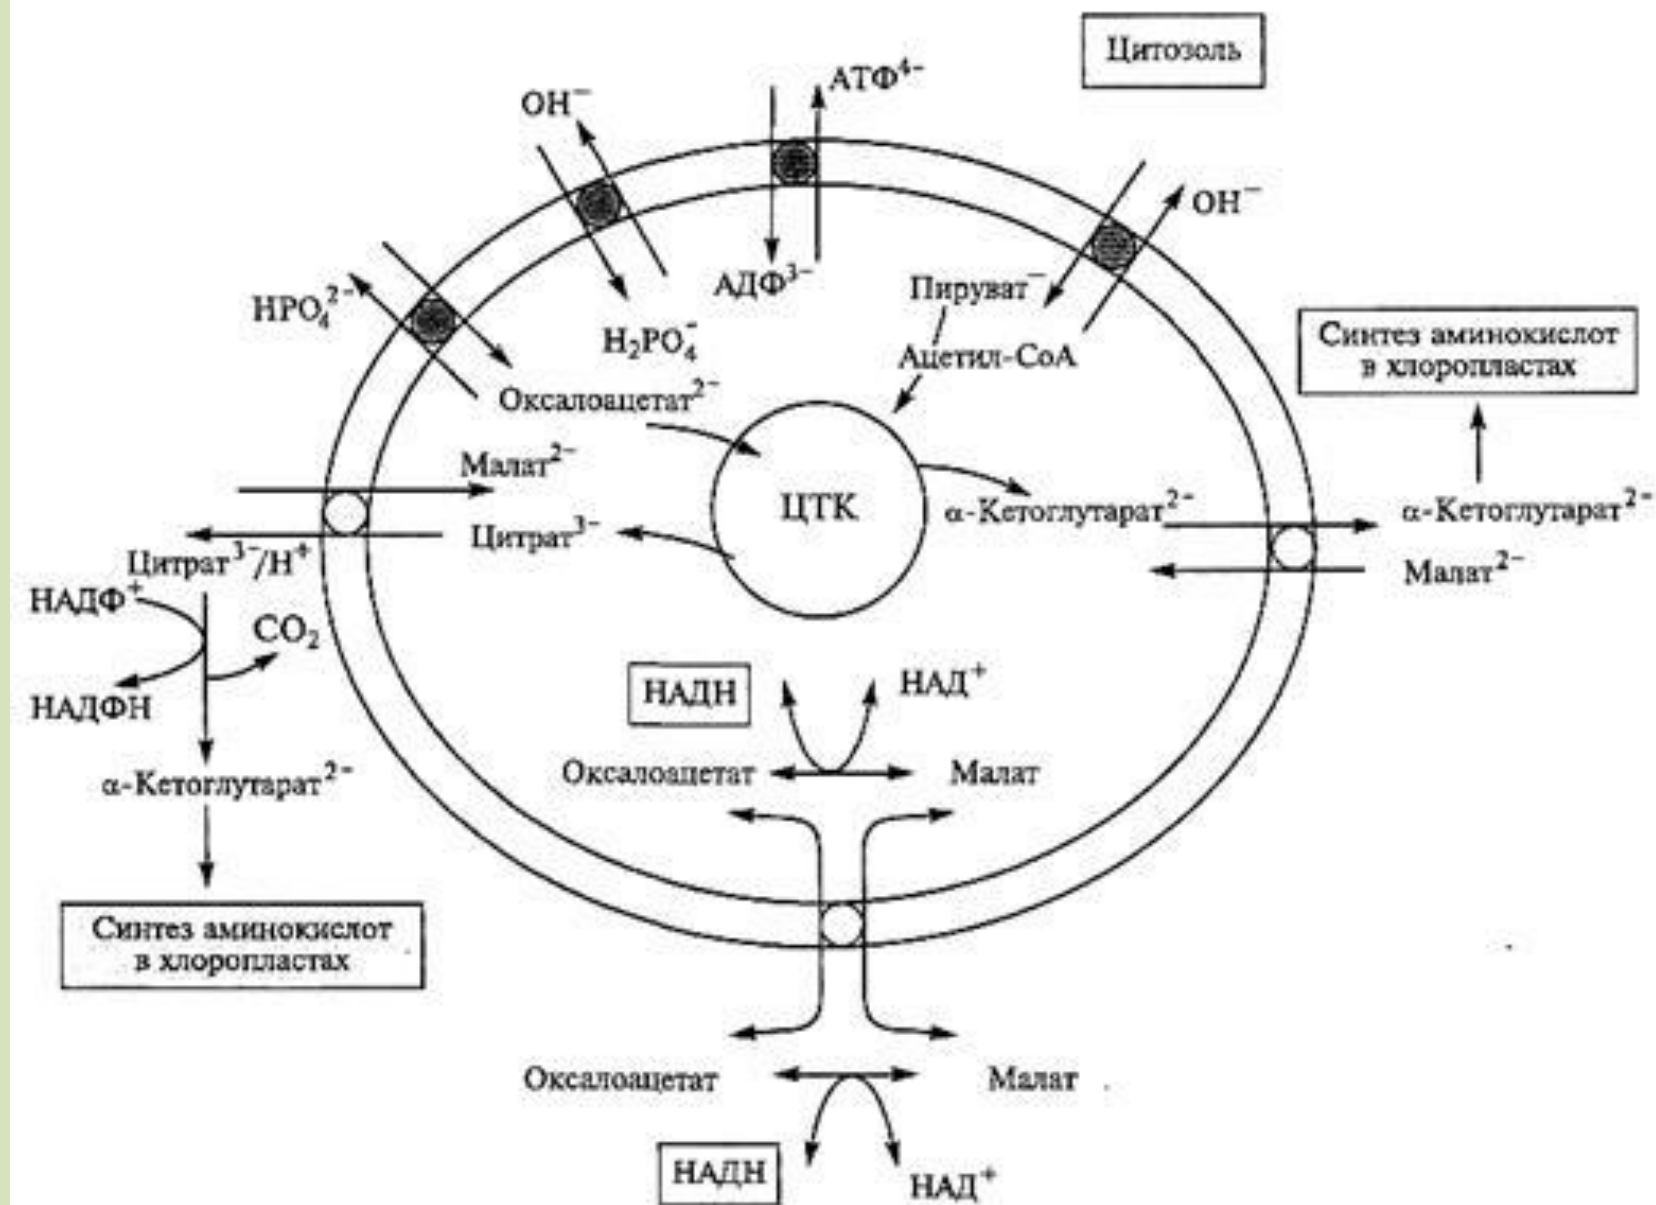 Цитозоль
АТФ⁴⁻
OH⁻
OH⁻
АДФ³⁻
Пируват⁻
HPO₄²⁻
H₂PO₄⁻
Ацетил-CoA
Синтез аминокислот
в хлоропластах
Оксалоацетат²⁻
Малат²⁻
ЦТК
α-Кетоглутарат²⁻
α-Кетоглутарат²⁻
Цитрат³⁻
Цитрат³⁻/H⁺
Малат²⁻
НАДФ⁺
CO₂
НАДФН
НАДН
НАД⁺
α-Кетоглутарат²⁻
Оксалоацетат
Малат
Синтез аминокислот
в хлоропластах
Оксалоацетат
Малат
НАДН
НАД⁺